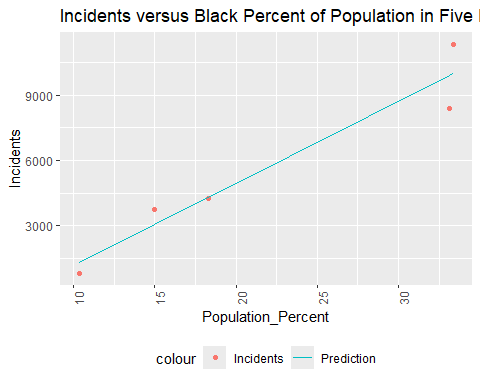 Incidents versus Black Percent of Population in Five
9000
6000
3000
Incidents
10
15
20
25
30
Population_Percent
colour Incidents Prediction